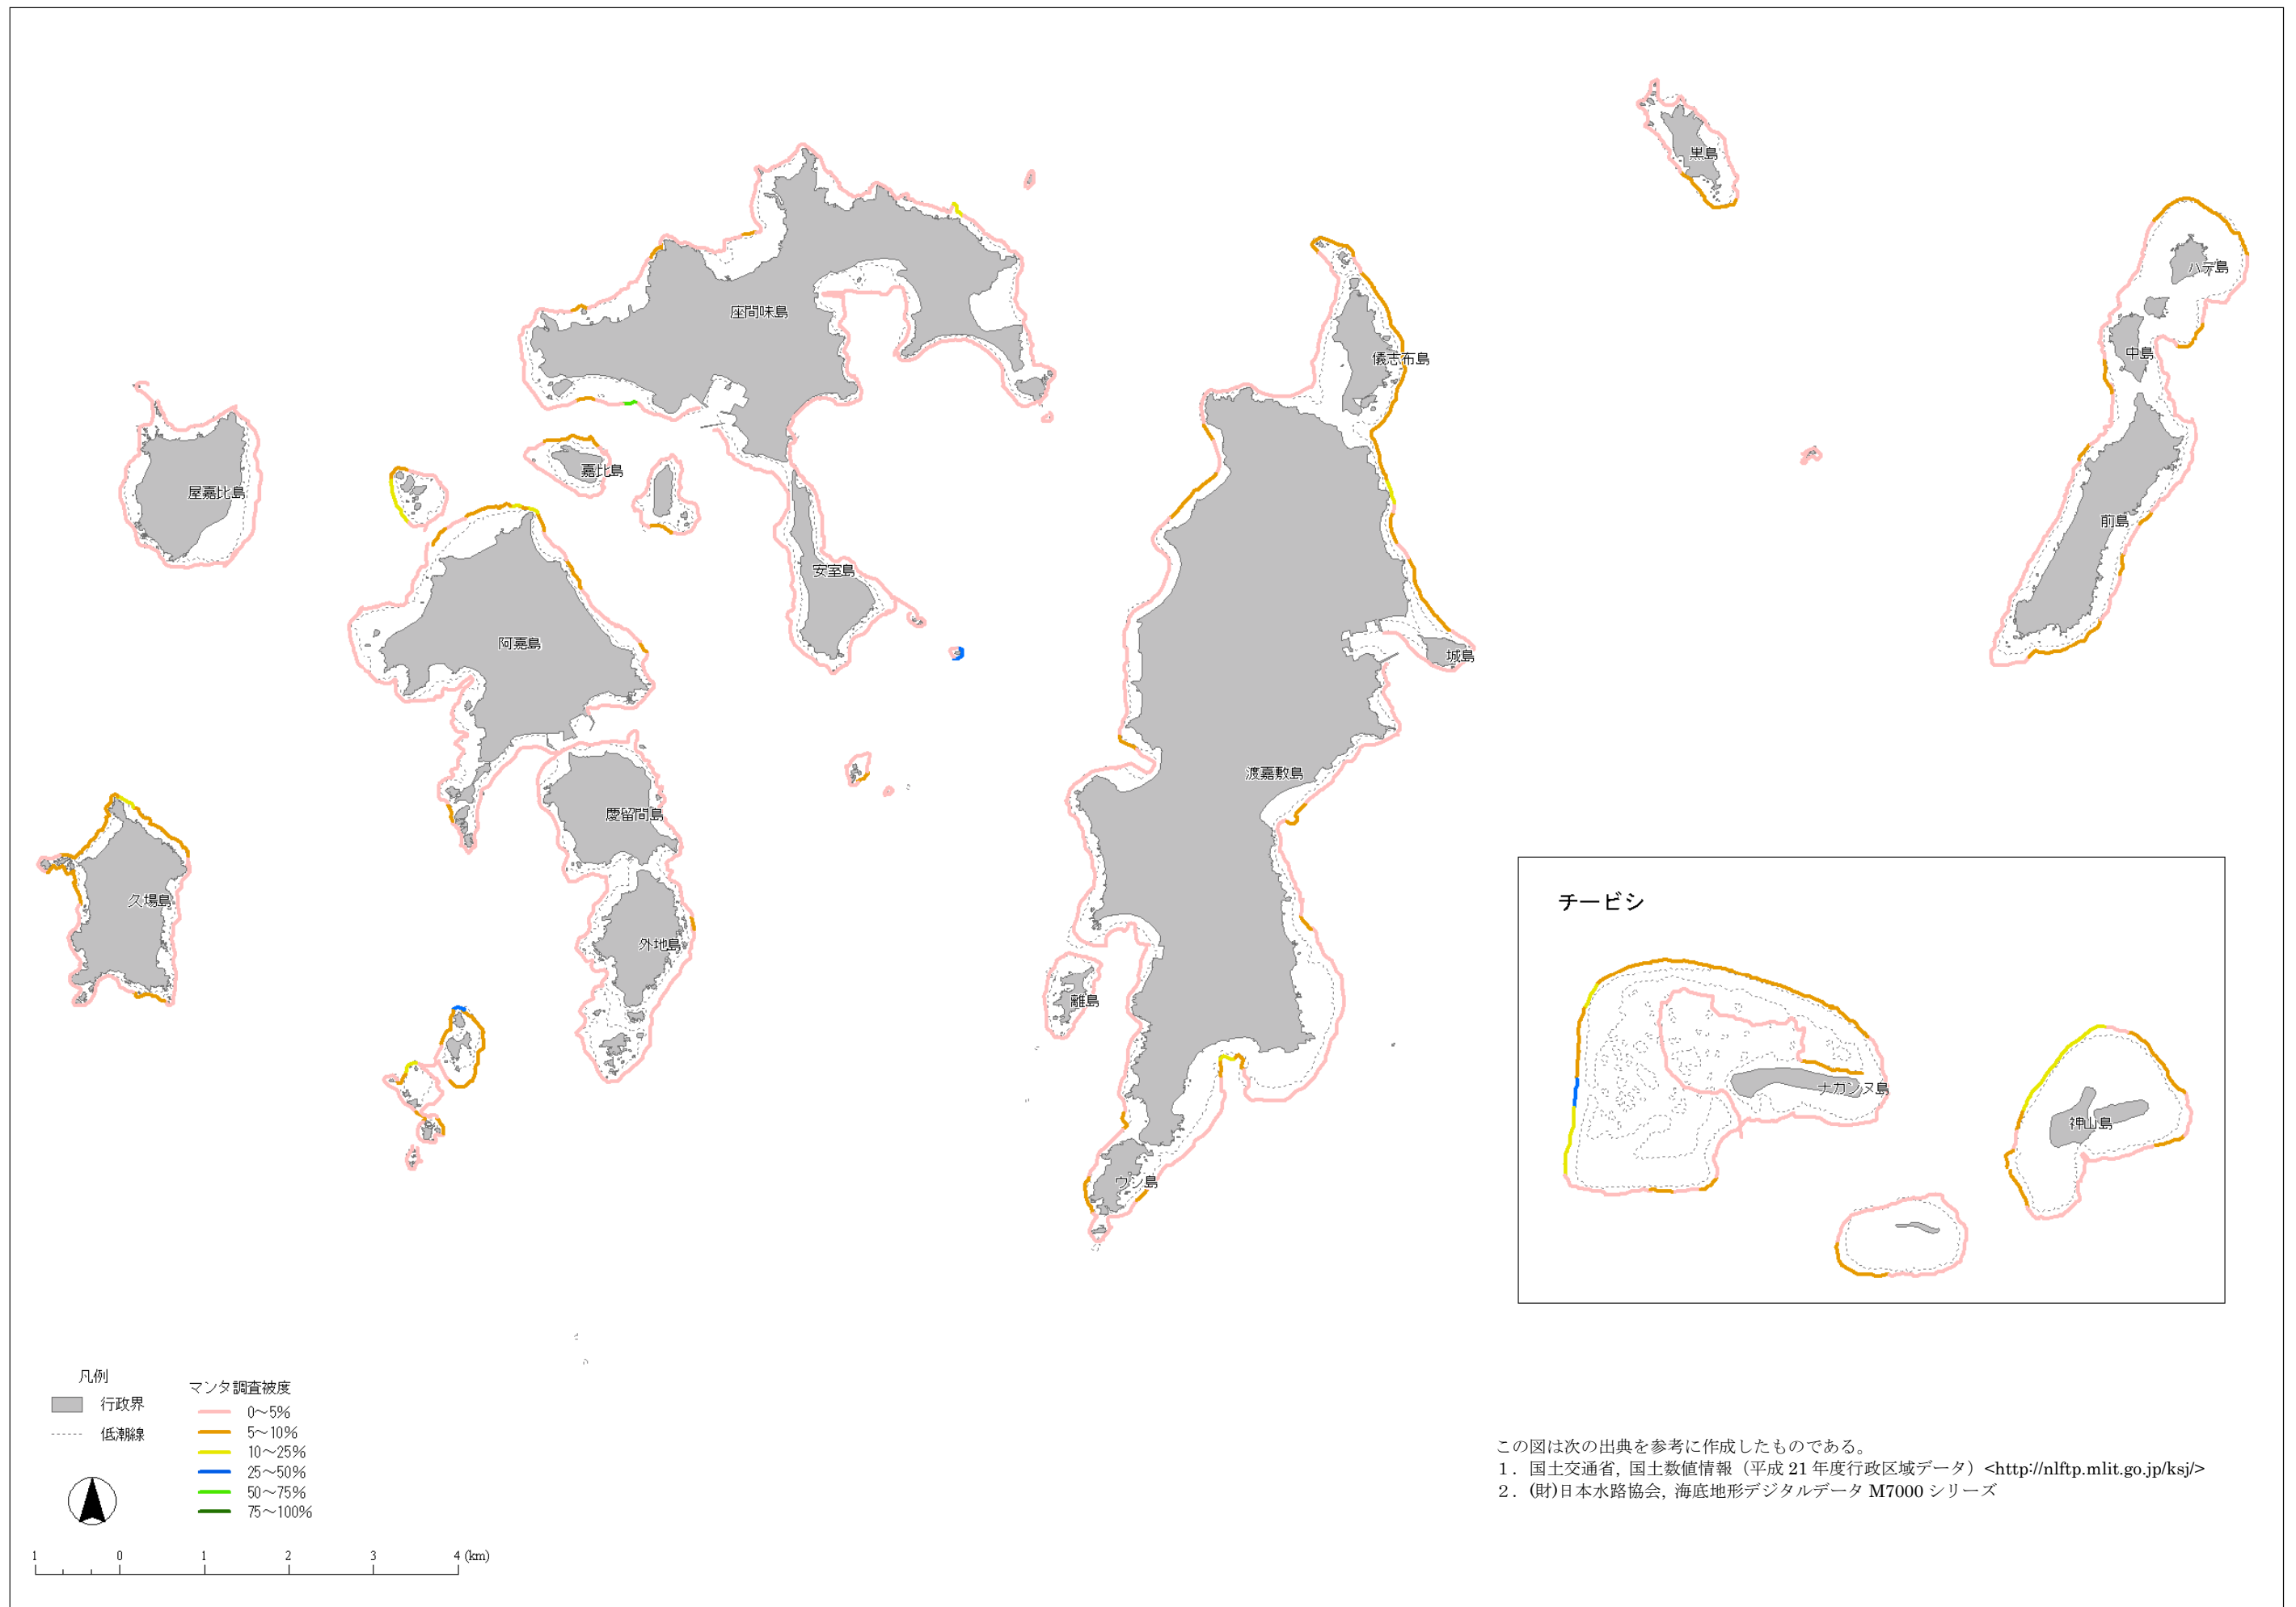 黒島
ハテ島
座間味島
中島
儀志布島
嘉比島
屋嘉比島
前島
安室島
阿嘉島
城島
渡嘉敷島
慶留間島
久場島
チービシ
外地島
離島
ナカンヌ島
神山島
ウン島
凡例
行政界
低潮線
マンタ調査被度
0～5%
5～10%
10～25%
25～50%
50～75%
75～100%
この図は次の出典を参考に作成したものである。
1．国土交通省, 国土数値情報（平成 21 年度行政区域データ）<http://nlftp.mlit.go.jp/ksj/>
2．(財)日本水路協会, 海底地形デジタルデータ M7000 シリーズ
1 0 1 2 3 4 (km)